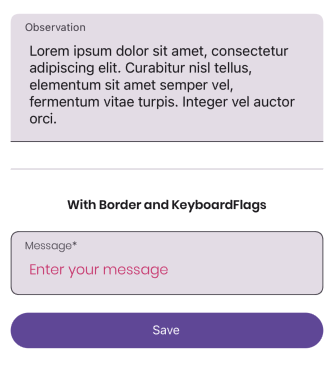 Observation
Lorem ipsum dolor sit amet, consectetur
adipiscing elit. Curabitur nisl tellus,
elementum sit amet semper vel,
fermentum vitae turpis. Integer vel auctor
orci.
With Border and KeyboardFlags
Message*
Enter your message
Save